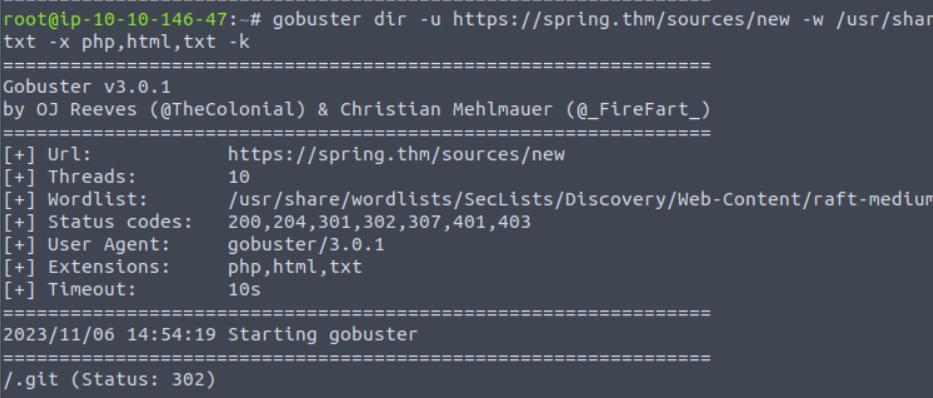 root@ip-10-10-146-47:~# gobuster dir -u https://spring.thm/sources/new -w /usr/shar
txt -x php,html,txt -k
===============================================================
Gobuster v3.0.1
by OJ Reeves (@TheColonial) & Christian Mehlmauer (@_FireFart_)
===============================================================
[+] Url:            https://spring.thm/sources/new
[+] Threads:        10
[+] Wordlist:       /usr/share/wordlists/SecLists/Discovery/Web-Content/raft-medium
[+] Status codes:   200,204,301,302,307,401,403
[+] User Agent:     gobuster/3.0.1
[+] Extensions:     php,html,txt
[+] Timeout:        10s
===============================================================
2023/11/06 14:54:19 Starting gobuster
===============================================================
/.git (Status: 302)